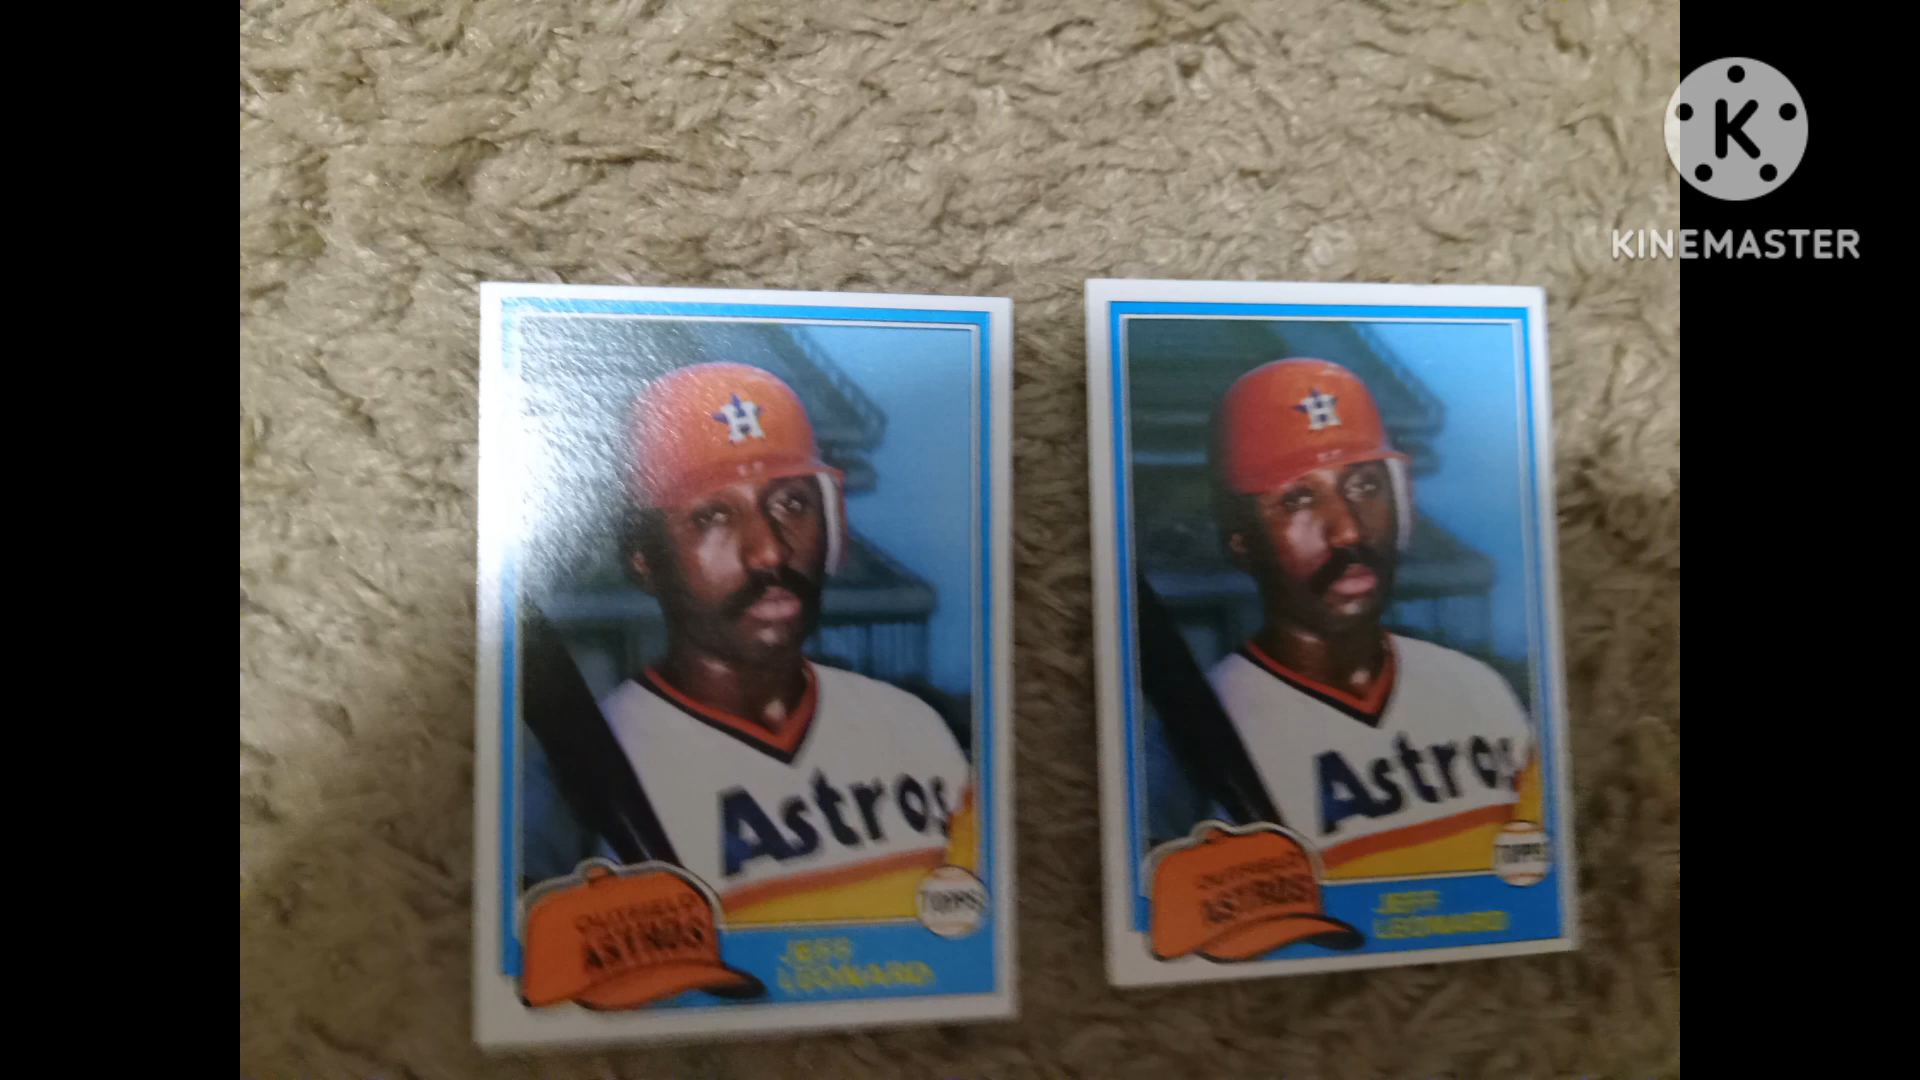 K
KINEMASTER
H
Astros
OUTFIELD
ASTROS
TOPPS
JEFF
LEONARD
H
Astros
OUTFIELD
ASTROS
TOPPS
JEFF
LEONARD